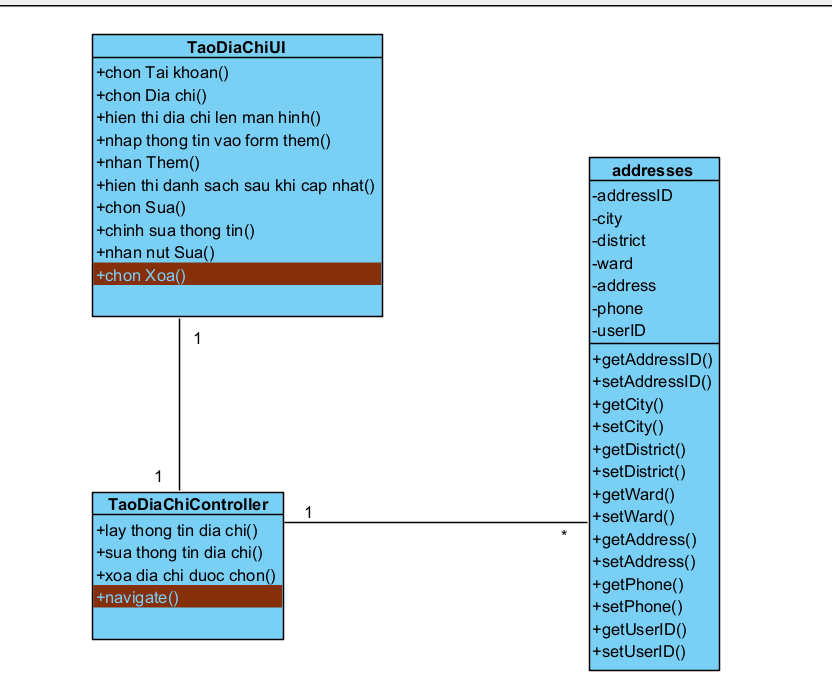 TaoDiaChiUI
+chon Tai khoan()
+chon Dia chi()
+hien thi dia chi len man hinh()
+nhap thong tin vao form them()
+nhan Them()
+hien thi danh sach sau khi cap nhat()
+chon Sua()
+chinh sua thong tin()
+nhan nut Sua()
+chon Xoa()
1
1
TaoDiaChiController
+lay thong tin dia chi()
+sua thong tin dia chi()
+xoa dia chi duoc chon()
+navigate()
1
*
addresses
-addressID
-city
-district
-ward
-address
-phone
-userID
+getAddressID()
+setAddressID()
+getCity()
+setCity()
+getDistrict()
+setDistrict()
+getWard()
+setWard()
+getAddress()
+setAddress()
+getPhone()
+setPhone()
+getUserID()
+setUserID()